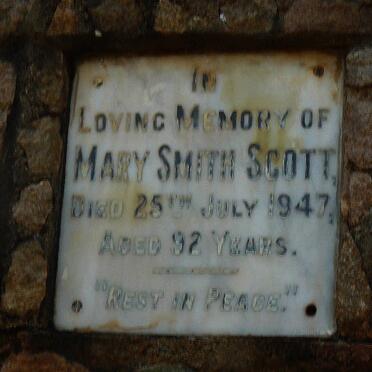 IN
LOVING MEMORY OF
MARY SMITH SCOTT,
DIED 25TH JULY 1947,
AGED 92 YEARS.
"REST IN PEACE."